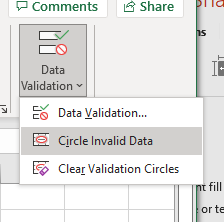 Comments
Share
Data
Validation
Data Validation...
Circle Invalid Data
Clear Validation Circles